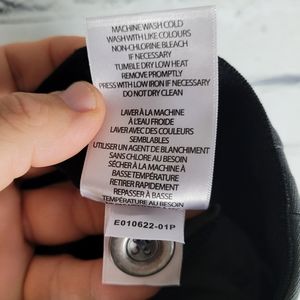 MACHINE WASH COLD
WASH WITH LIKE COLOURS
NON-CHLORINE BLEACH
IF NECESSARY
TUMBLE DRY LOW HEAT
REMOVE PROMPTLY
PRESS WITH LOW IRON IF NECESSARY
DO NOT DRY CLEAN
LAVER À LA MACHINE
À L'EAU FROIDE
LAVER AVEC DES COULEURS
SEMBLABLES
UTILISER UN AGENT DE BLANCHIMENT
SANS CHLORE AU BESOIN
SÉCHER À LA MACHINE À
BASSE TEMPÉRATURE
RETIRER RAPIDEMENT
REPASSER À BASSE
TEMPÉRATURE AU BESOIN
E010622-01P